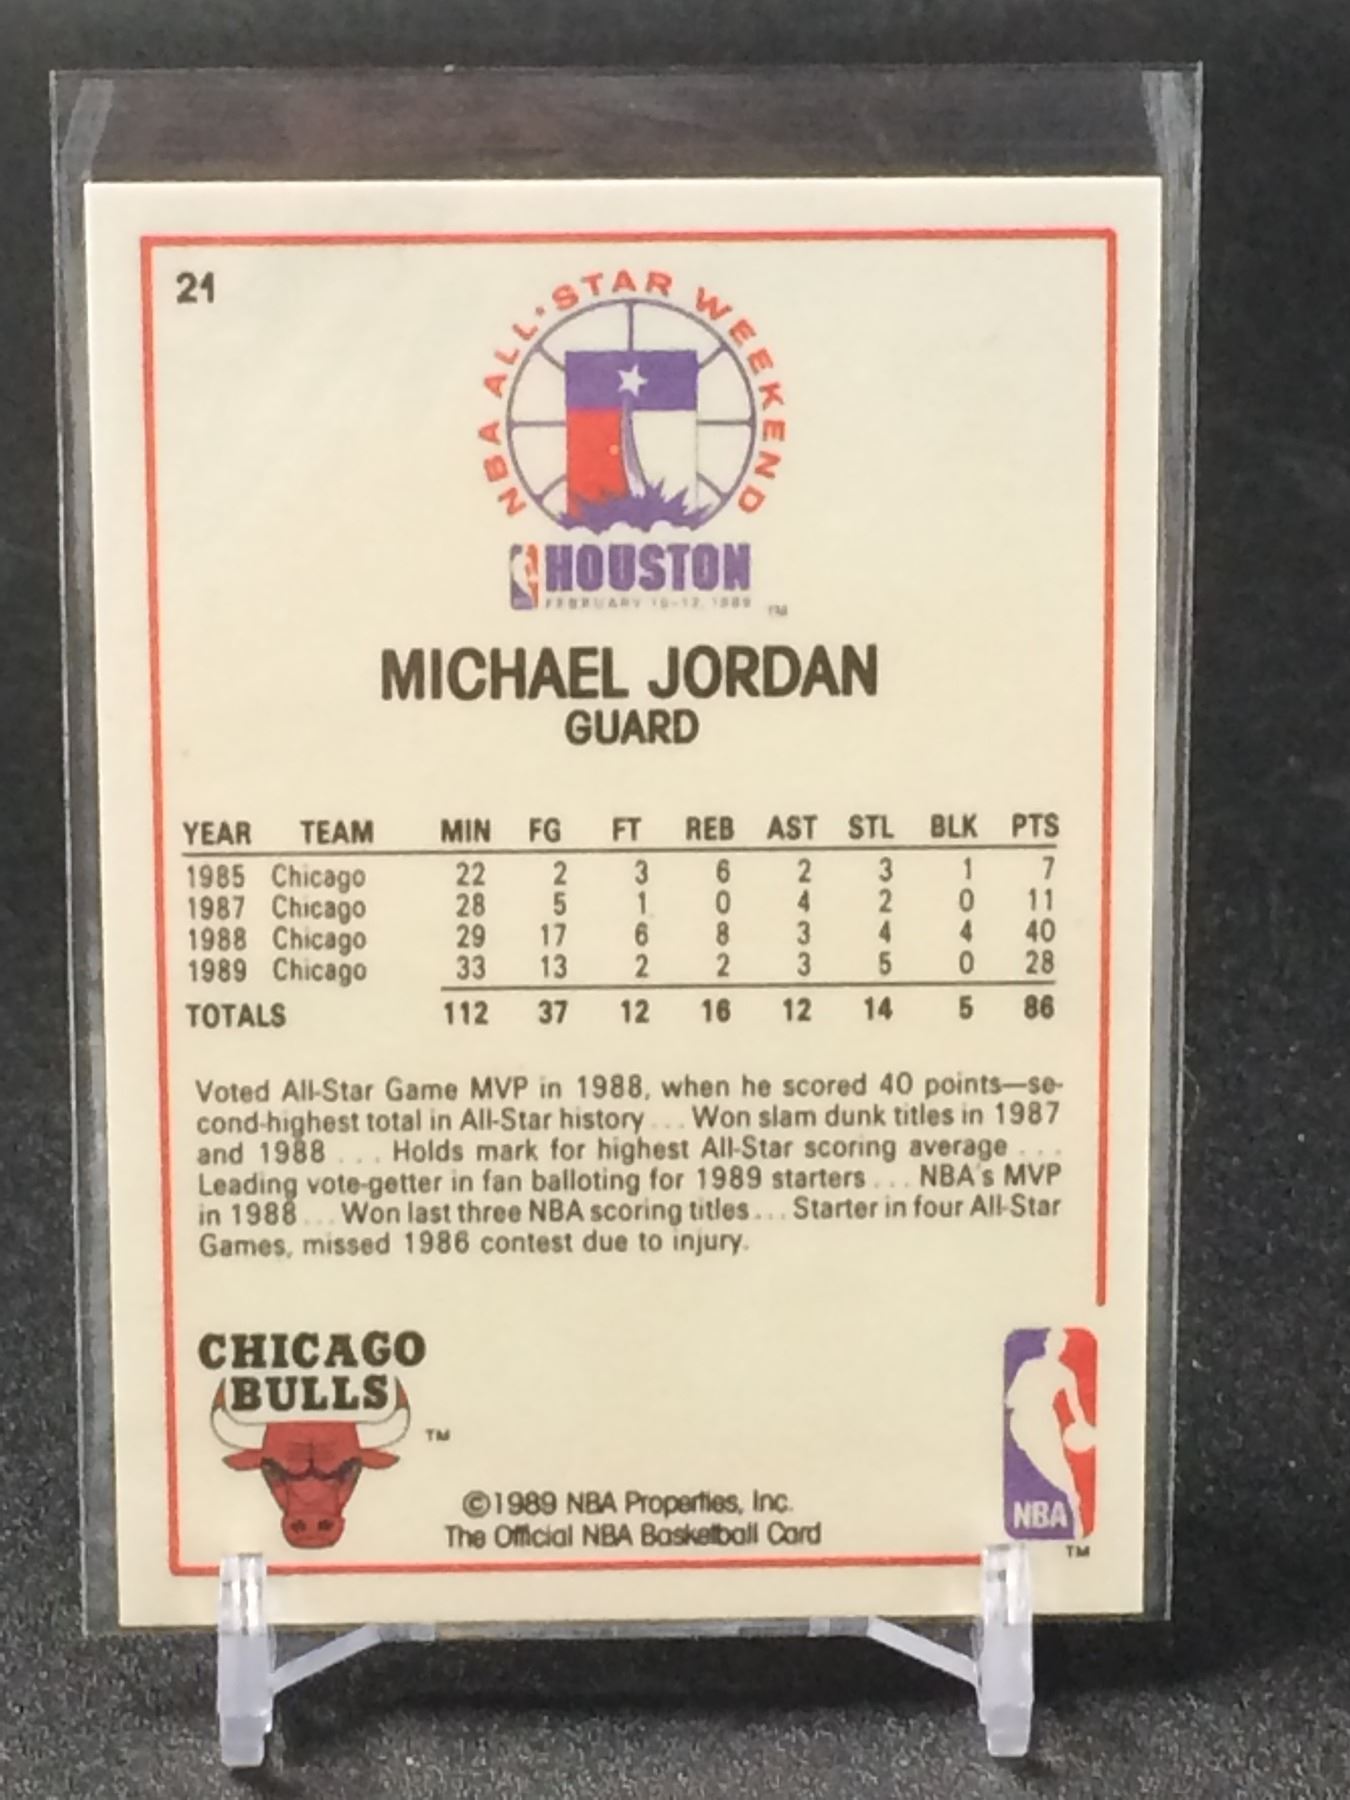 21
NBA ALL·STAR WEEKEND
HOUSTON
FEBRUARY 10-12, 1989 TM
MICHAEL JORDAN
GUARD
YEAR TEAM MIN FG FT REB AST STL BLK PTS
1985 Chicago 22 2 3 6 2 3 1 7
1987 Chicago 28 5 1 0 4 2 0 11
1988 Chicago 29 17 6 8 3 4 4 40
1989 Chicago 33 13 2 2 3 5 0 28
TOTALS 112 37 12 16 12 14 5 86
Voted All-Star Game MVP in 1988, when he scored 40 points—se-
cond-highest total in All-Star history . . . Won slam dunk titles in 1987
and 1988 . . . Holds mark for highest All-Star scoring average . . .
Leading vote-getter in fan balloting for 1989 starters . . . NBA's MVP
in 1988 . . . Won last three NBA scoring titles . . . Starter in four All-Star
Games, missed 1986 contest due to injury.
CHICAGO
BULLS
TM
©1989 NBA Properties, Inc.
The Official NBA Basketball Card
NBA
TM